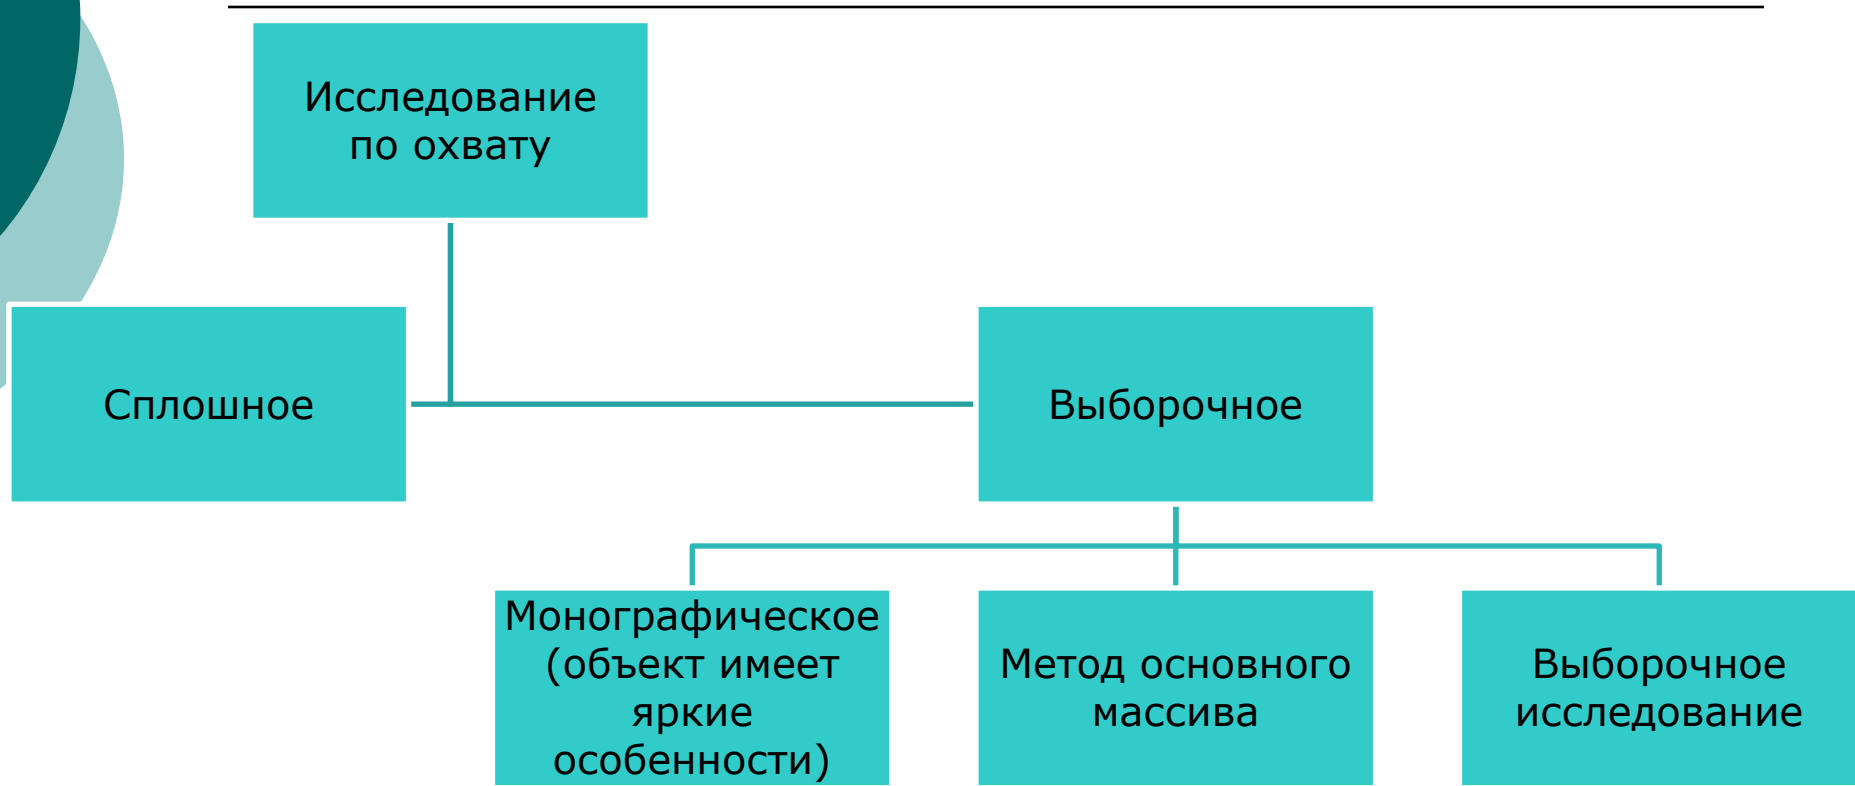 Исследование
по охвату
Сплошное
Выборочное
Монографическое
(объект имеет
яркие
особенности)
Метод основного
массива
Выборочное
исследование